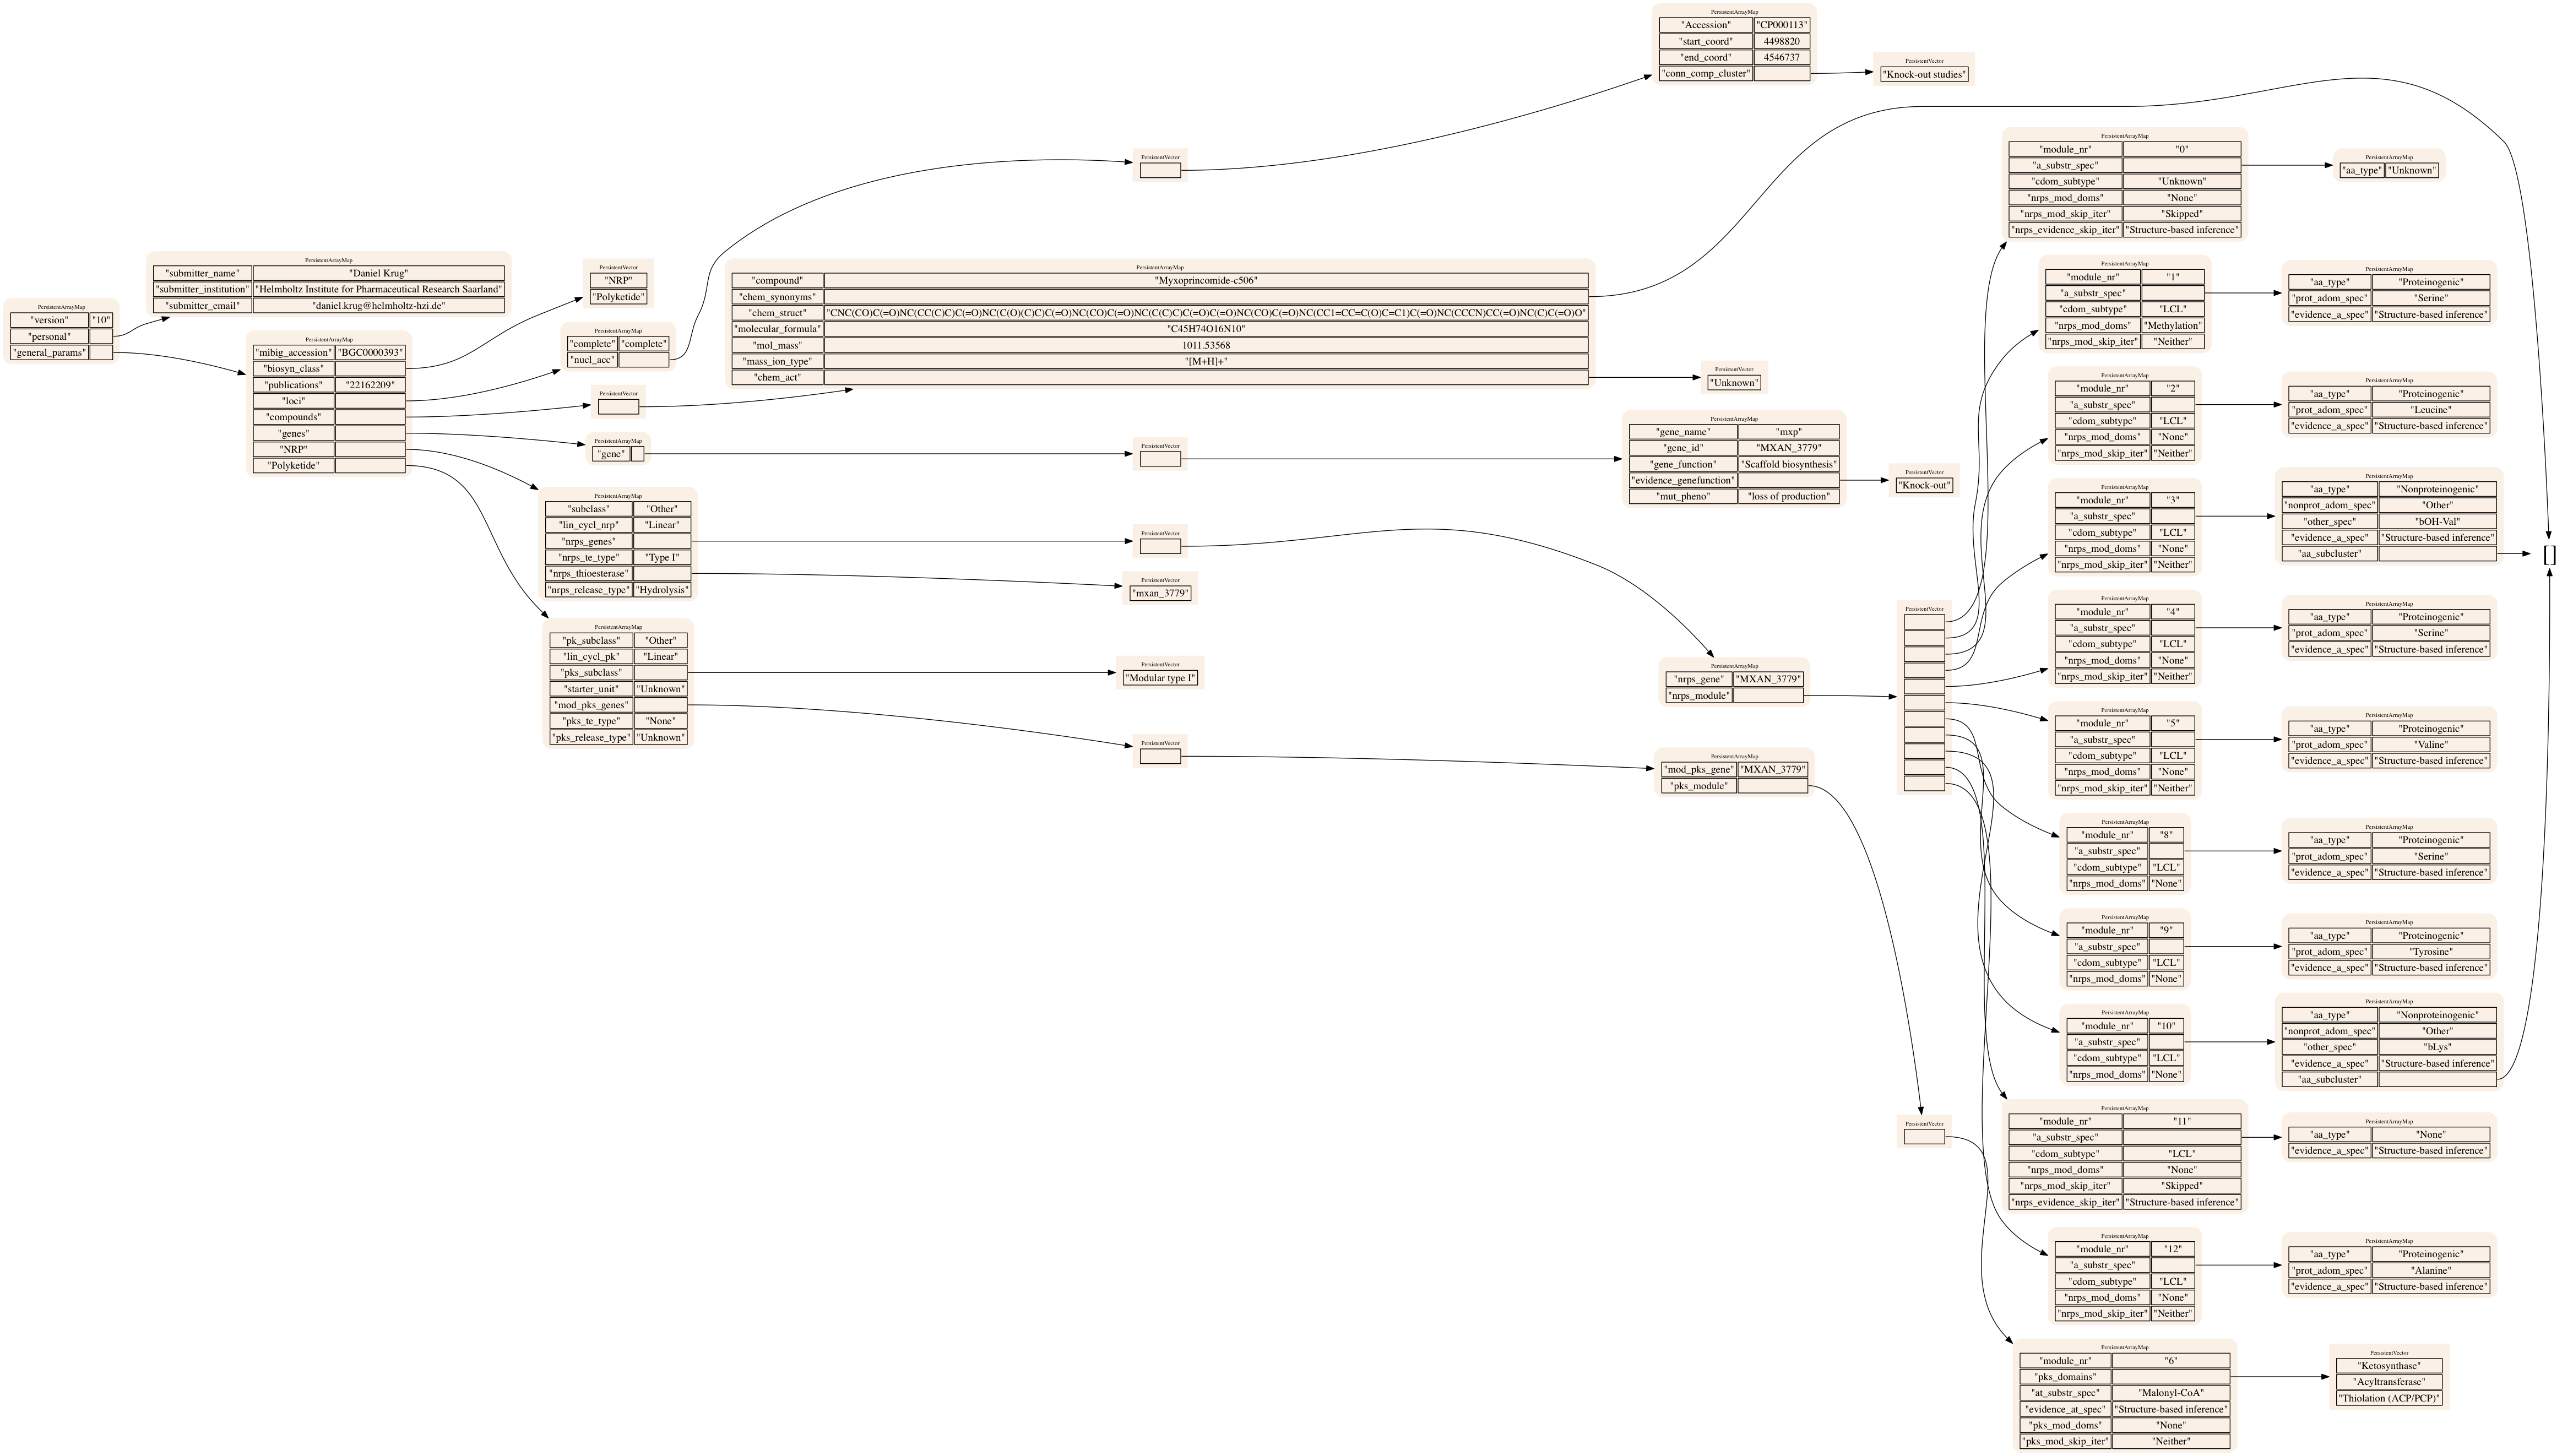 PersistentArrayMap
"version" "10"
"personal"
"general_params"
PersistentArrayMap
"submitter_name" "Daniel Krug"
"submitter_institution" "Helmholtz Institute for Pharmaceutical Research Saarland"
"submitter_email" "daniel.krug@helmholtz-hzi.de"
PersistentArrayMap
"mibig_accession" "BGC0000393"
"biosyn_class"
"publications" "22162209"
"loci"
"compounds"
"genes"
"NRP"
"Polyketide"
PersistentVector
"NRP"
"Polyketide"
PersistentArrayMap
"complete" "complete"
"nucl_acc"
PersistentVector
PersistentArrayMap
"Accession" "CP000113"
"start_coord" 4498820
"end_coord" 4546737
"conn_comp_cluster"
PersistentVector
"Knock-out studies"
PersistentVector
PersistentArrayMap
"compound" "Myxoprincomide-c506"
"chem_synonyms"
"chem_struct" "CNC(CO)C(=O)NC(CC(C)C)C(=O)NC(C(O)(C)C)C(=O)NC(CO)C(=O)NC(C(C)C)C(=O)C(=O)NC(CO)C(=O)NC(CC1=CC=C(O)C=C1)C(=O)NC(CCCN)CC(=O)NC(C)C(=O)O"
"molecular_formula" "C45H74O16N10"
"mol_mass" 1011.53568
"mass_ion_type" "[M+H]+"
"chem_act"
PersistentVector
"Unknown"
PersistentArrayMap
"gene"
PersistentVector
PersistentArrayMap
"gene_name" "mxp"
"gene_id" "MXAN_3779"
"gene_function" "Scaffold biosynthesis"
"evidence_genefunction"
"mut_pheno" "loss of production"
PersistentVector
"Knock-out"
PersistentArrayMap
"subclass" "Other"
"lin_cycl_nrp" "Linear"
"nrps_genes"
"nrps_te_type" "Type I"
"nrps_thioesterase"
"nrps_release_type" "Hydrolysis"
PersistentVector
PersistentVector
"mxan_3779"
PersistentArrayMap
"pk_subclass" "Other"
"lin_cycl_pk" "Linear"
"pks_subclass"
"starter_unit" "Unknown"
"mod_pks_genes"
"pks_te_type" "None"
"pks_release_type" "Unknown"
PersistentVector
"Modular type I"
PersistentVector
PersistentArrayMap
"nrps_gene" "MXAN_3779"
"nrps_module"
PersistentArrayMap
"mod_pks_gene" "MXAN_3779"
"pks_module"
PersistentVector
PersistentVector
PersistentArrayMap
"module_nr" "0"
"a_substr_spec"
"cdom_subtype" "Unknown"
"nrps_mod_doms" "None"
"nrps_mod_skip_iter" "Skipped"
"nrps_evidence_skip_iter" "Structure-based inference"
PersistentArrayMap
"aa_type" "Unknown"
PersistentArrayMap
"module_nr" "1"
"a_substr_spec"
"cdom_subtype" "LCL"
"nrps_mod_doms" "Methylation"
"nrps_mod_skip_iter" "Neither"
PersistentArrayMap
"aa_type" "Proteinogenic"
"prot_adom_spec" "Serine"
"evidence_a_spec" "Structure-based inference"
PersistentArrayMap
"module_nr" "2"
"a_substr_spec"
"cdom_subtype" "LCL"
"nrps_mod_doms" "None"
"nrps_mod_skip_iter" "Neither"
PersistentArrayMap
"aa_type" "Proteinogenic"
"prot_adom_spec" "Leucine"
"evidence_a_spec" "Structure-based inference"
PersistentArrayMap
"module_nr" "3"
"a_substr_spec"
"cdom_subtype" "LCL"
"nrps_mod_doms" "None"
"nrps_mod_skip_iter" "Neither"
PersistentArrayMap
"aa_type" "Nonproteinogenic"
"nonprot_adom_spec" "Other"
"other_spec" "bOH-Val"
"evidence_a_spec" "Structure-based inference"
"aa_subcluster"
[]
PersistentArrayMap
"module_nr" "4"
"a_substr_spec"
"cdom_subtype" "LCL"
"nrps_mod_doms" "None"
"nrps_mod_skip_iter" "Neither"
PersistentArrayMap
"aa_type" "Proteinogenic"
"prot_adom_spec" "Serine"
"evidence_a_spec" "Structure-based inference"
PersistentArrayMap
"module_nr" "5"
"a_substr_spec"
"cdom_subtype" "LCL"
"nrps_mod_doms" "None"
"nrps_mod_skip_iter" "Neither"
PersistentArrayMap
"aa_type" "Proteinogenic"
"prot_adom_spec" "Valine"
"evidence_a_spec" "Structure-based inference"
PersistentArrayMap
"module_nr" "8"
"a_substr_spec"
"cdom_subtype" "LCL"
"nrps_mod_doms" "None"
PersistentArrayMap
"aa_type" "Proteinogenic"
"prot_adom_spec" "Serine"
"evidence_a_spec" "Structure-based inference"
PersistentArrayMap
"module_nr" "9"
"a_substr_spec"
"cdom_subtype" "LCL"
"nrps_mod_doms" "None"
PersistentArrayMap
"aa_type" "Proteinogenic"
"prot_adom_spec" "Tyrosine"
"evidence_a_spec" "Structure-based inference"
PersistentArrayMap
"module_nr" "10"
"a_substr_spec"
"cdom_subtype" "LCL"
"nrps_mod_doms" "None"
PersistentArrayMap
"aa_type" "Nonproteinogenic"
"nonprot_adom_spec" "Other"
"other_spec" "bLys"
"evidence_a_spec" "Structure-based inference"
"aa_subcluster"
PersistentArrayMap
"module_nr" "11"
"a_substr_spec"
"cdom_subtype" "LCL"
"nrps_mod_doms" "None"
"nrps_mod_skip_iter" "Skipped"
"nrps_evidence_skip_iter" "Structure-based inference"
PersistentArrayMap
"aa_type" "None"
"evidence_a_spec" "Structure-based inference"
PersistentArrayMap
"module_nr" "12"
"a_substr_spec"
"cdom_subtype" "LCL"
"nrps_mod_doms" "None"
"nrps_mod_skip_iter" "Neither"
PersistentArrayMap
"aa_type" "Proteinogenic"
"prot_adom_spec" "Alanine"
"evidence_a_spec" "Structure-based inference"
PersistentArrayMap
"module_nr" "6"
"pks_domains"
"at_substr_spec" "Malonyl-CoA"
"evidence_at_spec" "Structure-based inference"
"pks_mod_doms" "None"
"pks_mod_skip_iter" "Neither"
PersistentVector
"Ketosynthase"
"Acyltransferase"
"Thiolation (ACP/PCP)"